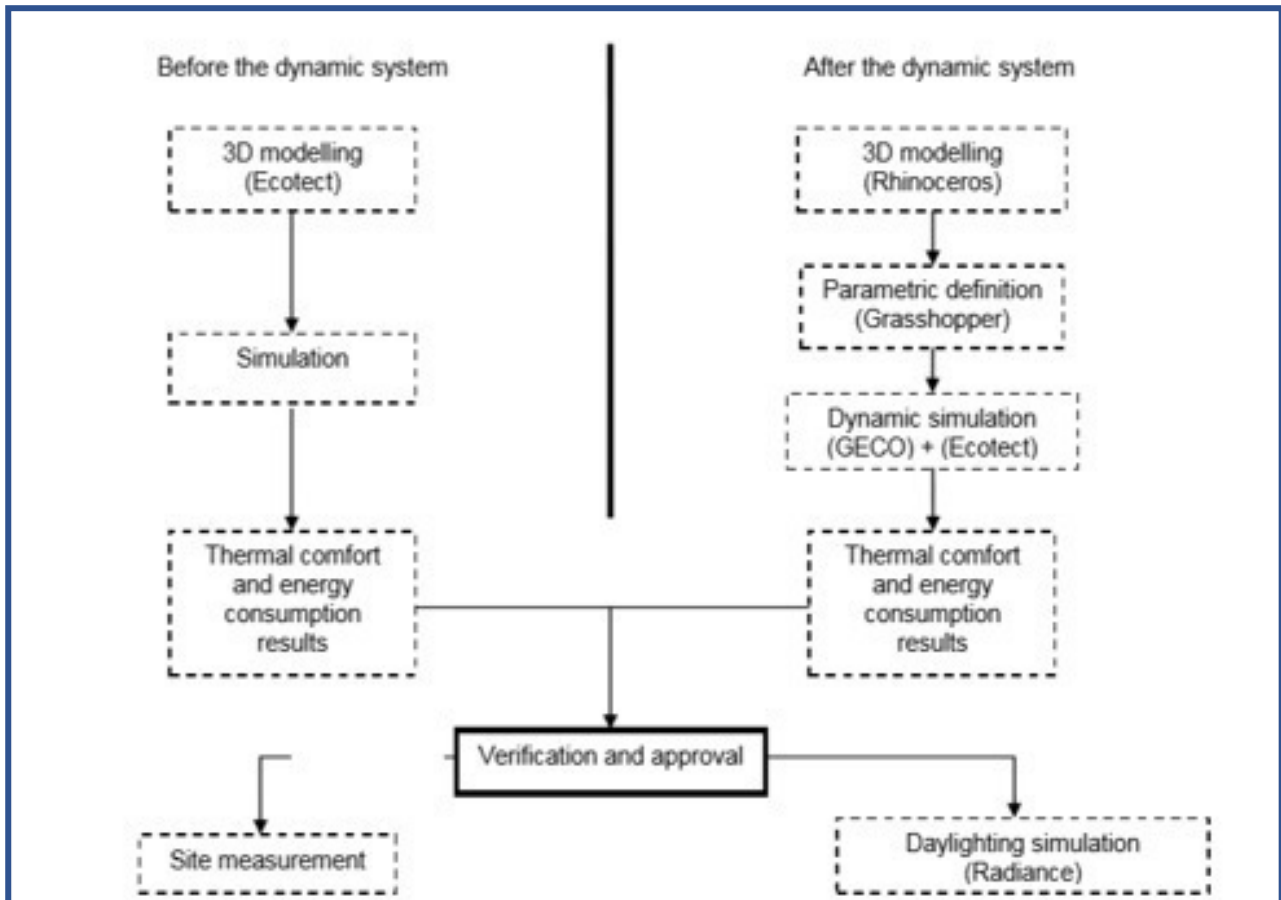 Before the dynamic system
After the dynamic system
3D modelling
(Ecotect)
3D modelling
(Rhinoceros)
Parametric definition
(Grasshopper)
Simulation
Dynamic simulation
(GECO) + (Ecotect)
Thermal comfort
and energy
consumption
results
Thermal comfort
and energy
consumption
results
Verification and approval
Site measurement
Daylighting simulation
(Radiance)